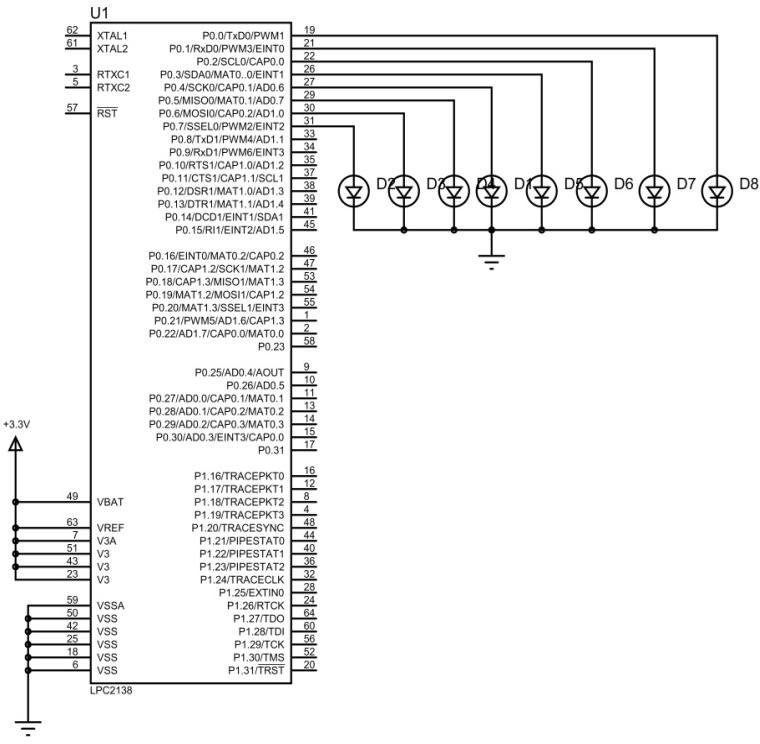 U1
62 XTAL1
61 XTAL2
3 RTXC1
5 RTXC2
57 RST
P0.0/TxD0/PWM1 19
P0.1/RxD0/PWM3/EINT0 21
P0.2/SCL0/CAP0.0 22
P0.3/SDA0/MAT0..0/EINT1 26
P0.4/SCK0/CAP0.1/AD0.6 27
P0.5/MISO0/MAT0.1/AD0.7 29
P0.6/MOSI0/CAP0.2/AD1.0 30
P0.7/SSEL0/PWM2/EINT2 31
P0.8/TxD1/PWM4/AD1.1 33
P0.9/RxD1/PWM6/EINT3 34
P0.10/RTS1/CAP1.0/AD1.2 35
P0.11/CTS1/CAP1.1/SCL1 37
P0.12/DSR1/MAT1.0/AD1.3 38
P0.13/DTR1/MAT1.1/AD1.4 39
P0.14/DCD1/EINT1/SDA1 41
P0.15/RI1/EINT2/AD1.5 45
D2 D3 D4 D1 D5 D6 D7 D8
P0.16/EINT0/MAT0.2/CAP0.2 46
P0.17/CAP1.2/SCK1/MAT1.2 47
P0.18/CAP1.3/MISO1/MAT1.3 53
P0.19/MAT1.2/MOSI1/CAP1.2 54
P0.20/MAT1.3/SSEL1/EINT3 55
P0.21/PWM5/AD1.6/CAP1.3 1
P0.22/AD1.7/CAP0.0/MAT0.0 2
P0.23 58
P0.25/AD0.4/AOUT 9
P0.26/AD0.5 10
P0.27/AD0.0/CAP0.1/MAT0.1 11
P0.28/AD0.1/CAP0.2/MAT0.2 13
P0.29/AD0.2/CAP0.3/MAT0.3 14
P0.30/AD0.3/EINT3/CAP0.0 15
P0.31 17
+3.3V
49 VBAT
63 VREF
7 V3A
51 V3
43 V3
23 V3
59 VSSA
50 VSS
42 VSS
25 VSS
18 VSS
6 VSS
P1.16/TRACEPKT0 16
P1.17/TRACEPKT1 12
P1.18/TRACEPKT2 8
P1.19/TRACEPKT3 4
P1.20/TRACESYNC 48
P1.21/PIPESTAT0 44
P1.22/PIPESTAT1 40
P1.23/PIPESTAT2 36
P1.24/TRACECLK 32
P1.25/EXTIN0 28
P1.26/RTCK 24
P1.27/TDO 64
P1.28/TDI 60
P1.29/TCK 56
P1.30/TMS 52
P1.31/TRST 20
LPC2138